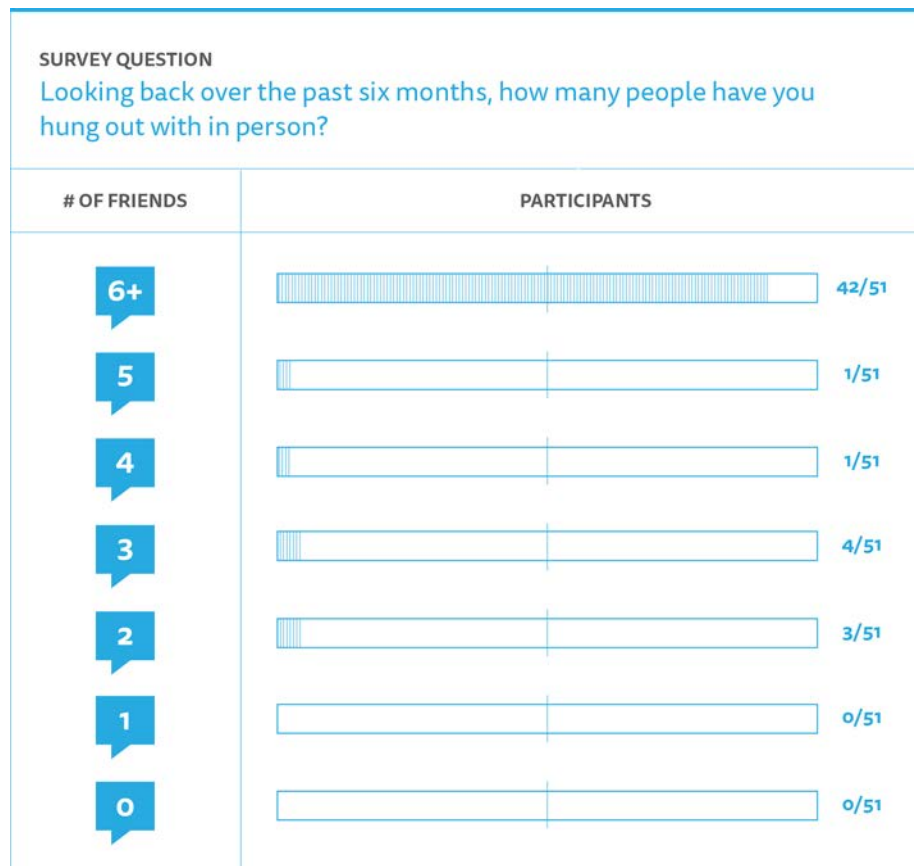 SURVEY QUESTION
Looking back over the past six months, how many people have you
hung out with in person?
# OF FRIENDS PARTICIPANTS
6+ 42/51
5 1/51
4 1/51
3 4/51
2 3/51
1 0/51
0 0/51